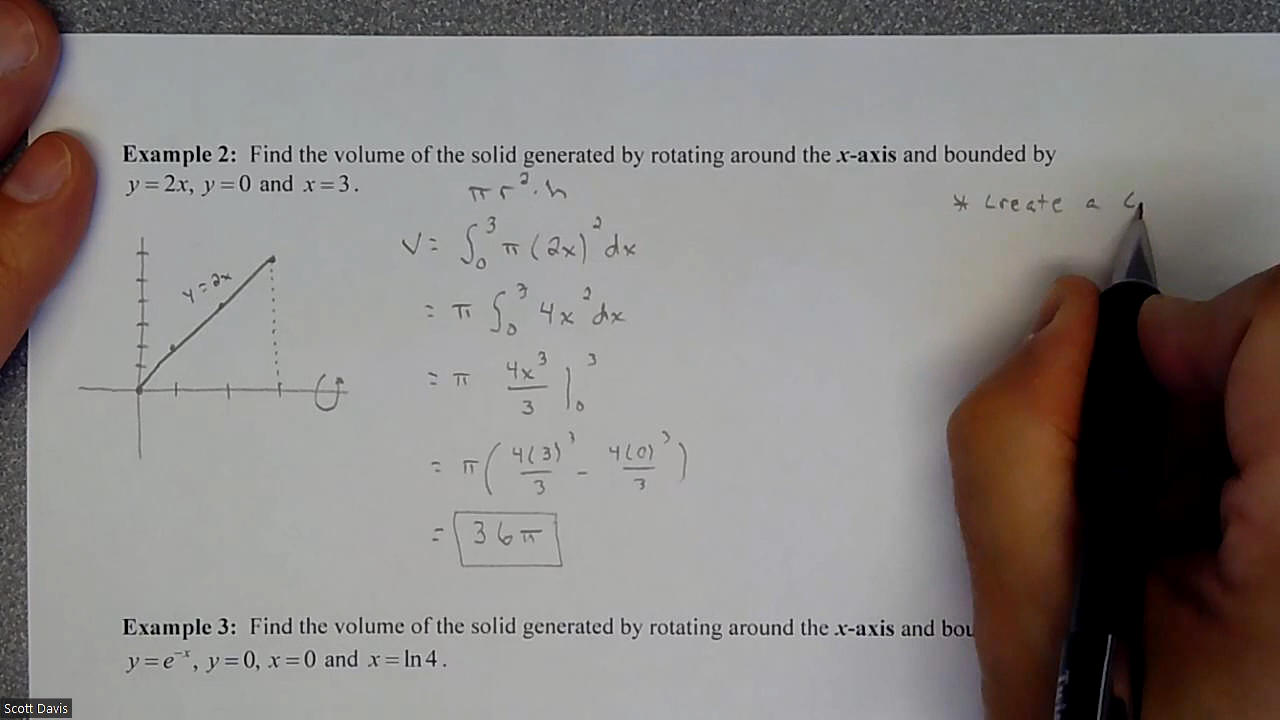 Example 2: Find the volume of the solid generated by rotating around the x-axis and bounded by
y = 2x, y = 0 and x = 3.
πr²·h
* Create a
V = ∫₀³ π(2x)² dx
y = 2x
= π ∫₀³ 4x² dx
= π 4x³/3 |₀³
= π(4(3)³/3 - 4(0)³/3)
= 36π
Example 3: Find the volume of the solid generated by rotating around the x-axis and
y = e⁻ˣ, y = 0, x = 0 and x = ln 4.
Scott Davis